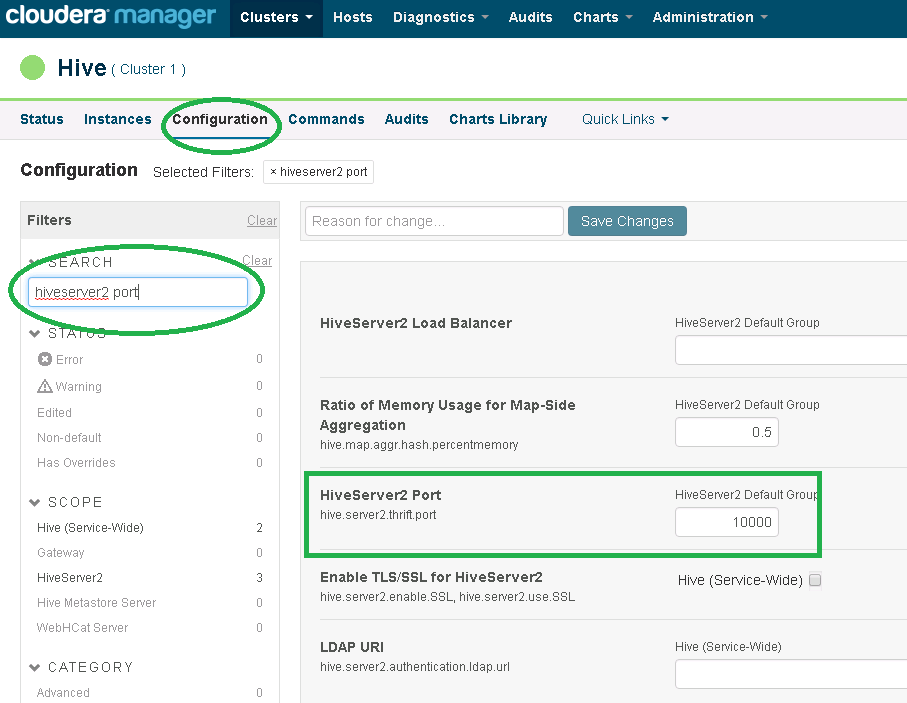 cloudera manager Clusters Hosts Diagnostics Audits Charts Administration
Hive ( Cluster 1 )
Status Instances Configuration Commands Audits Charts Library Quick Links
Configuration Selected Filters: × hiveserver2 port
Filters Clear
Reason for change... Save Changes
SEARCH Clear
hiveserver2 port
STATUS
Error 0
Warning 0
Edited 0
Non-default 0
Has Overrides 0
SCOPE
Hive (Service-Wide) 2
Gateway 0
HiveServer2 3
Hive Metastore Server 0
WebHCat Server 0
CATEGORY
Advanced 0
HiveServer2 Load Balancer HiveServer2 Default Group
Ratio of Memory Usage for Map-Side HiveServer2 Default Group
Aggregation 0.5
hive.map.aggr.hash.percentmemory
HiveServer2 Port HiveServer2 Default Group
hive.server2.thrift.port 10000
Enable TLS/SSL for HiveServer2 Hive (Service-Wide)
hive.server2.enable.SSL, hive.server2.use.SSL
LDAP URI Hive (Service-Wide)
hive.server2.authentication.ldap.url